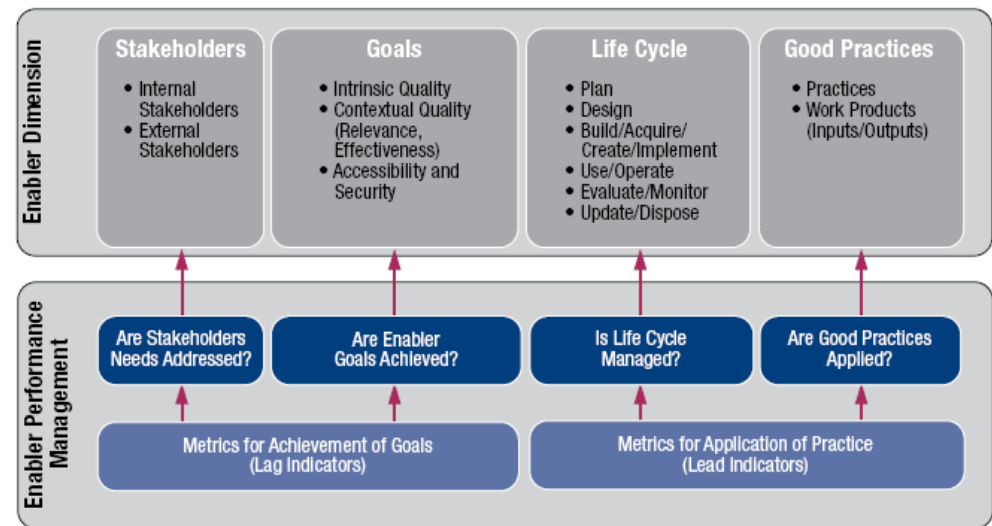 Enabler Dimension
Stakeholders
• Internal
Stakeholders
• External
Stakeholders
Goals
• Intrinsic Quality
• Contextual Quality
(Relevance,
Effectiveness)
• Accessibility and
Security
Life Cycle
• Plan
• Design
• Build/Acquire/
Create/Implement
• Use/Operate
• Evaluate/Monitor
• Update/Dispose
Good Practices
• Practices
• Work Products
(Inputs/Outputs)
Enabler Performance
Management
Are Stakeholders
Needs Addressed?
Are Enabler
Goals Achieved?
Is Life Cycle
Managed?
Are Good Practices
Applied?
Metrics for Achievement of Goals
(Lag Indicators)
Metrics for Application of Practice
(Lead Indicators)